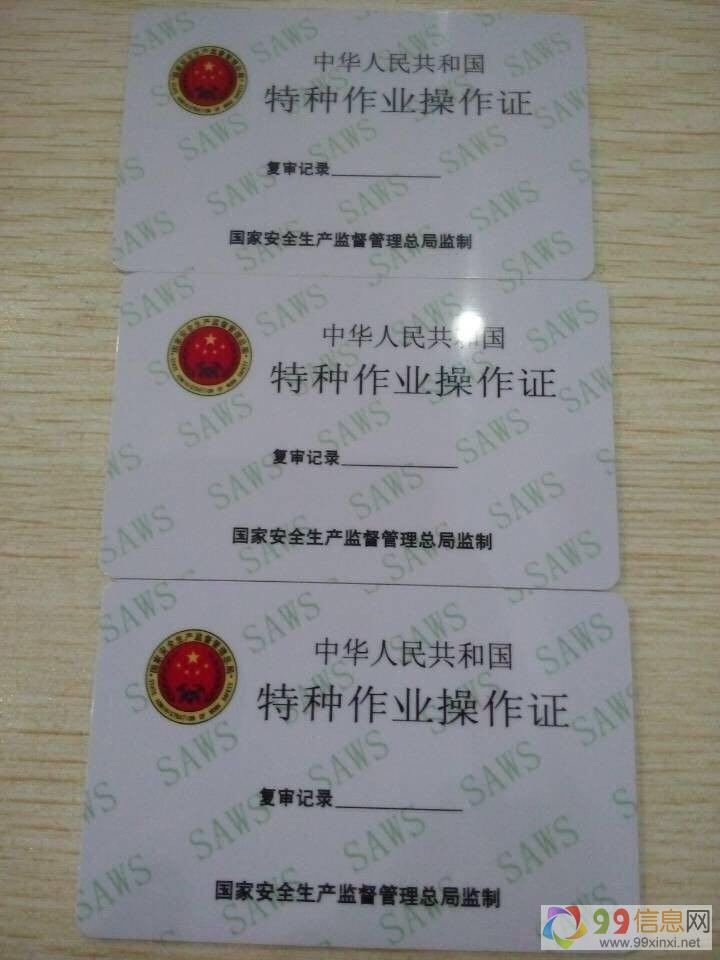 中华人民共和国
特种作业操作证
复审记录
国家安全生产监督管理总局监制
中华人民共和国
特种作业操作证
复审记录
国家安全生产监督管理总局监制
中华人民共和国
特种作业操作证
复审记录
国家安全生产监督管理总局监制
SAWS
99信息网
www.99xinxi.net